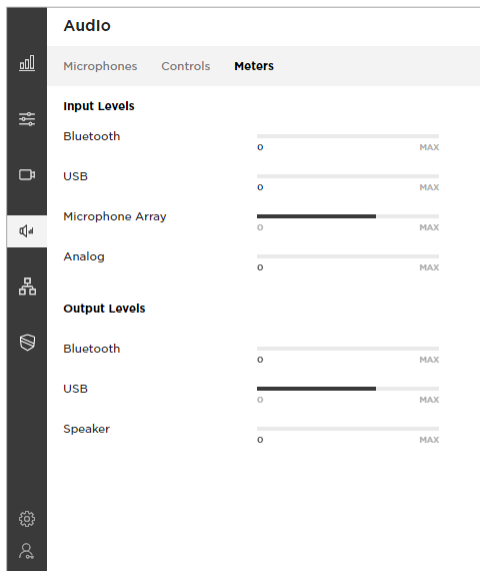 Audio
Microphones Controls Meters
Input Levels
Bluetooth
0 MAX
USB
0 MAX
Microphone Array
0 MAX
Analog
0 MAX
Output Levels
Bluetooth
0 MAX
USB
0 MAX
Speaker
0 MAX